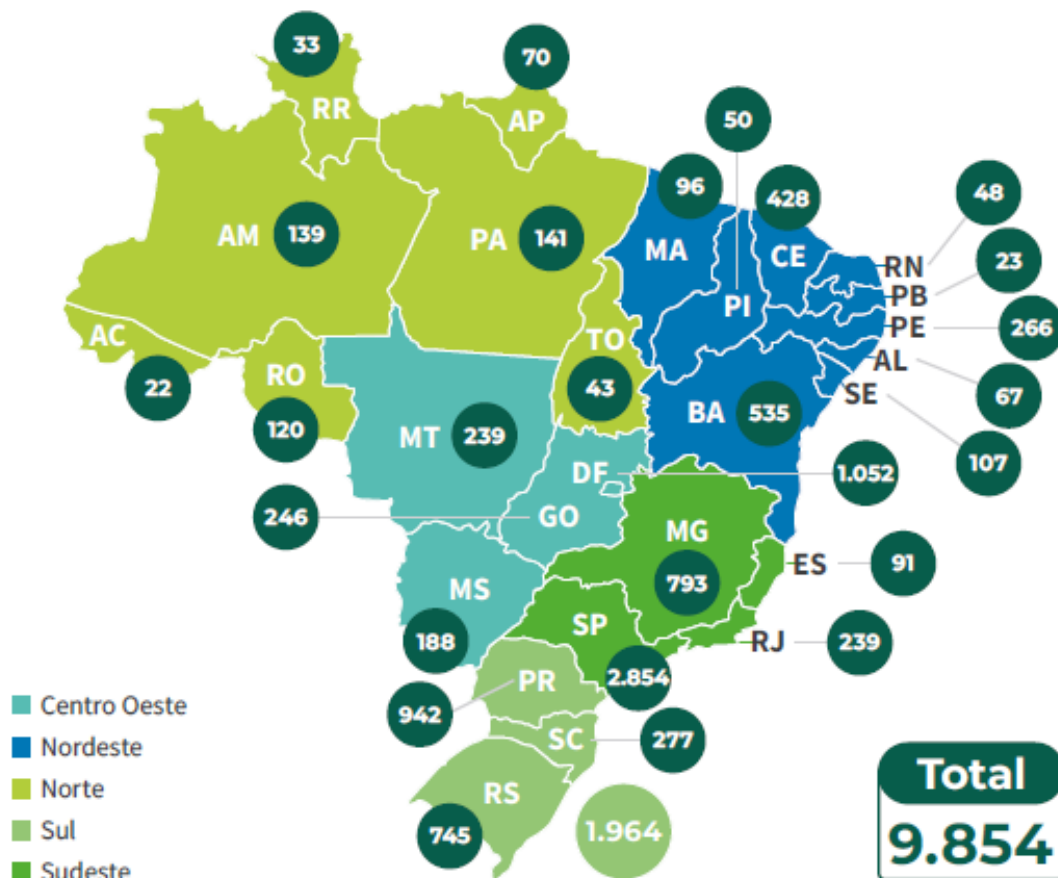 33
70
RR
AP
50
96
428
48
AM
139
PA
141
MA
CE
RN
23
PB
PI
PE
266
AC
TO
AL
22
RO
43
SE
67
120
BA
535
MT
239
107
DF
1.052
246
GO
MG
ES
91
793
MS
188
SP
RJ
239
PR
2.854
942
SC
277
Centro Oeste
Nordeste
Norte
Sul
Sudeste
RS
745
1.964
Total
9.854